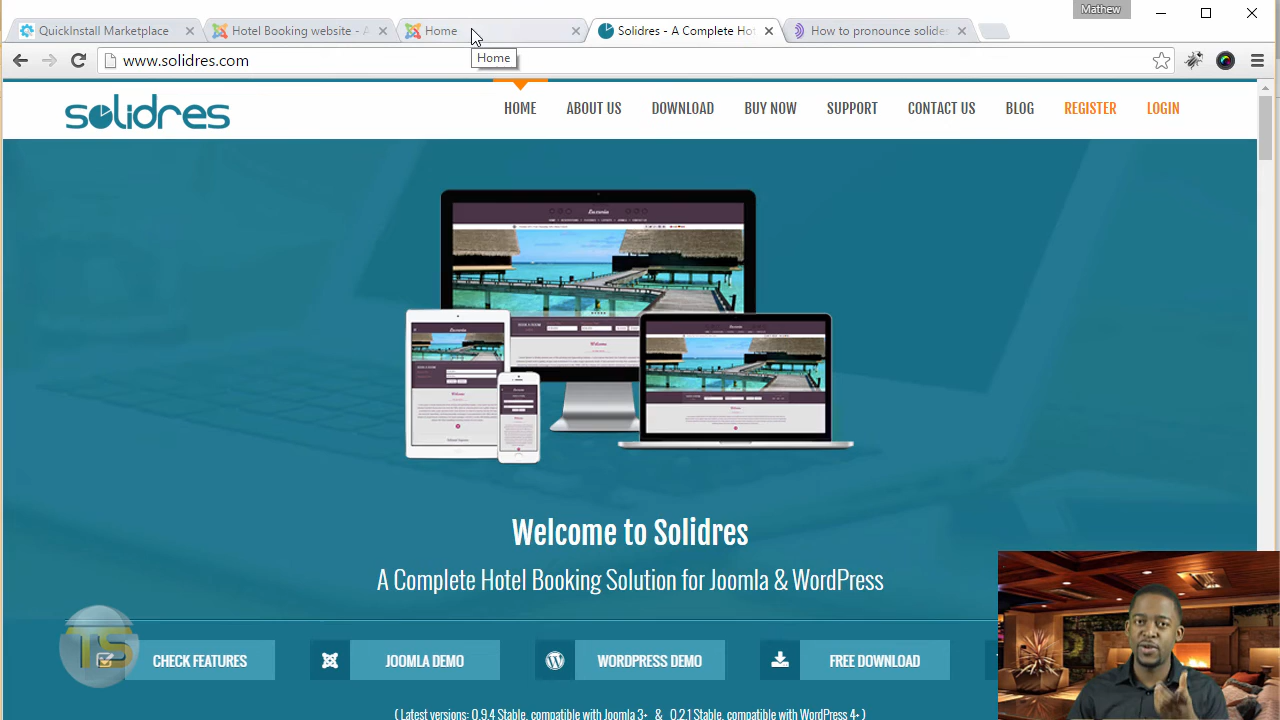 Mathew
QuickInstall Marketplace
Hotel Booking website - A
Home
Solidres - A Complete Hot
How to pronounce solidres
Home
www.solidres.com
solidres
HOME
ABOUT US
DOWNLOAD
BUY NOW
SUPPORT
CONTACT US
BLOG
REGISTER
LOGIN
Welcome to Solidres
A Complete Hotel Booking Solution for Joomla & WordPress
TS
CHECK FEATURES
JOOMLA DEMO
WORDPRESS DEMO
FREE DOWNLOAD
( Latest versions: 0.9.4 Stable, compatible with Joomla 3+ & 0.2.1 Stable, compatible with WordPress 4+ )